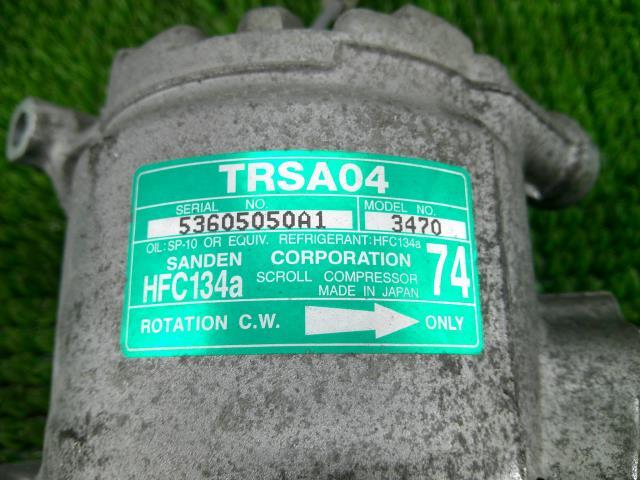 TRSA04
SERIAL NO. MODEL NO.
53605050A1 3470
OIL:SP-10 OR EQUIV. REFRIGERANT:HFC134a
SANDEN CORPORATION 74
HFC134a SCROLL COMPRESSOR
MADE IN JAPAN
ROTATION C.W. ONLY